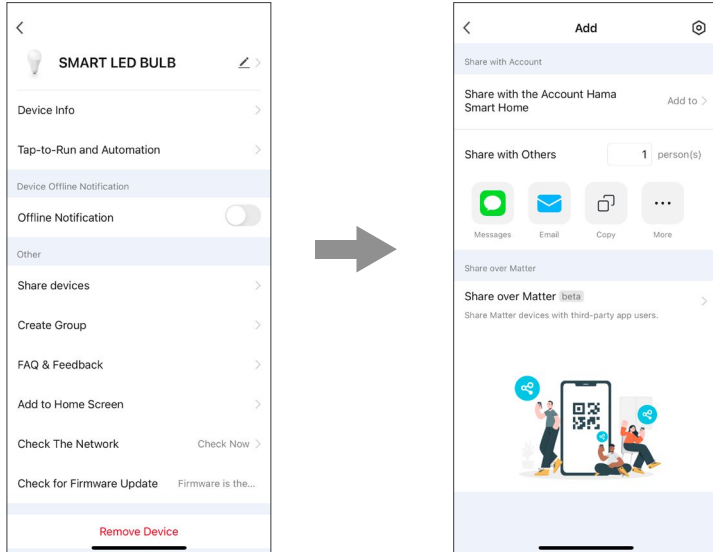 SMART LED BULB
Device Info
Tap-to-Run and Automation
Device Offline Notification
Offline Notification
Other
Share devices
Create Group
FAQ & Feedback
Add to Home Screen
Check The Network Check Now
Check for Firmware Update Firmware is the...
Remove Device
Add
Share with Account
Share with the Account Hama
Smart Home
Add to
Share with Others 1 person(s)
Messages Email Copy More
Share over Matter
Share over Matter beta
Share Matter devices with third-party app users.